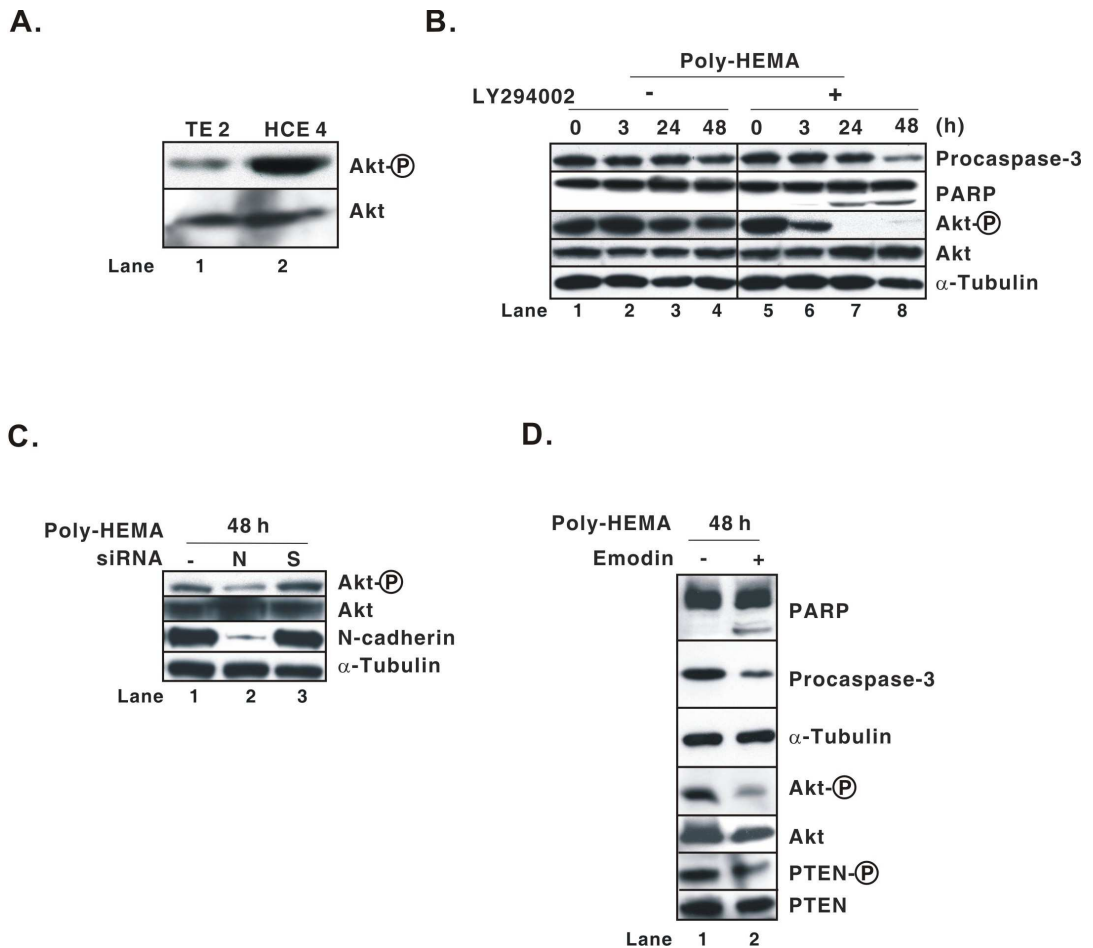 A.
TE 2 HCE 4
Akt-Ⓟ
Akt
Lane 1 2
B.
Poly-HEMA
LY294002 - +
0 3 24 48 0 3 24 48 (h)
Procaspase-3
PARP
Akt-Ⓟ
Akt
α-Tubulin
Lane 1 2 3 4 5 6 7 8
C.
Poly-HEMA 48 h
siRNA - N S
Akt-Ⓟ
Akt
N-cadherin
α-Tubulin
Lane 1 2 3
D.
Poly-HEMA 48 h
Emodin - +
PARP
Procaspase-3
α-Tubulin
Akt-Ⓟ
Akt
PTEN-Ⓟ
PTEN
Lane 1 2